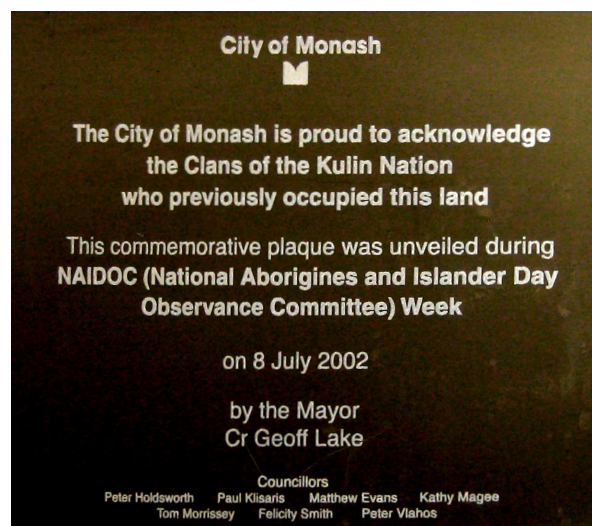 City of Monash
The City of Monash is proud to acknowledge
the Clans of the Kulin Nation
who previously occupied this land
This commemorative plaque was unveiled during
NAIDOC (National Aborigines and Islander Day
Observance Committee) Week
on 8 July 2002
by the Mayor
Cr Geoff Lake
Councillors
Peter Holdsworth Paul Klisaris Matthew Evans Kathy Magee
Tom Morrissey Felicity Smith Peter Vlahos